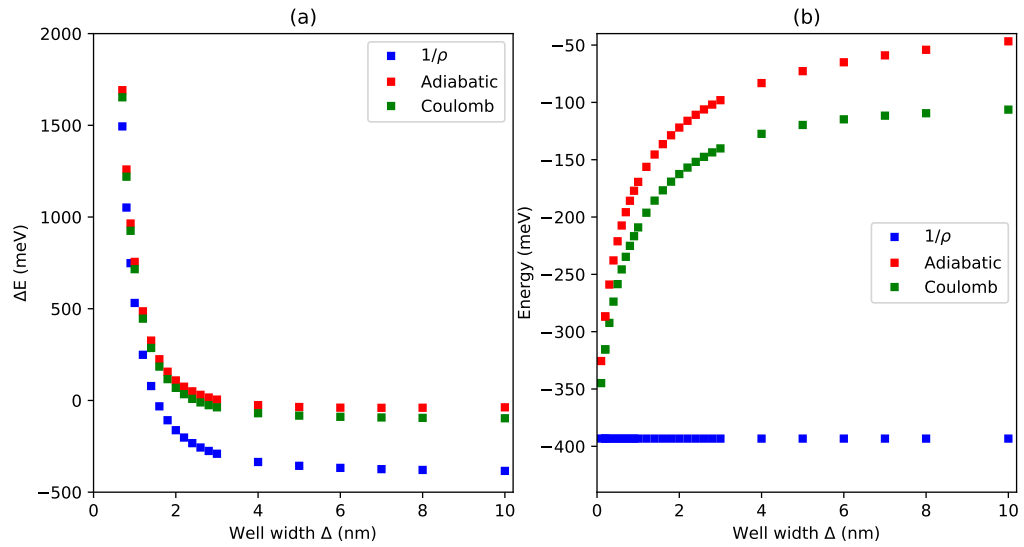 (a)
2000
1500
1000
500
0
−500
ΔE (meV)
1/ρ
Adiabatic
Coulomb
0
2
4
6
8
10
Well width Δ (nm)
(b)
−50
−100
−150
−200
−250
−300
−350
−400
Energy (meV)
1/ρ
Adiabatic
Coulomb
0
2
4
6
8
10
Well width Δ (nm)